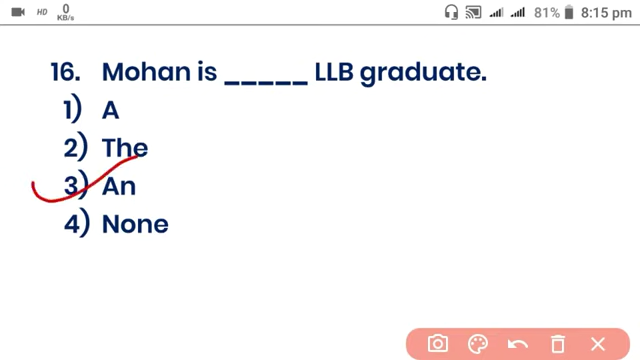 HD 0 KB/s 81% 8:15 pm
16. Mohan is _____ LLB graduate.
1) A
2) The
3) An
4) None